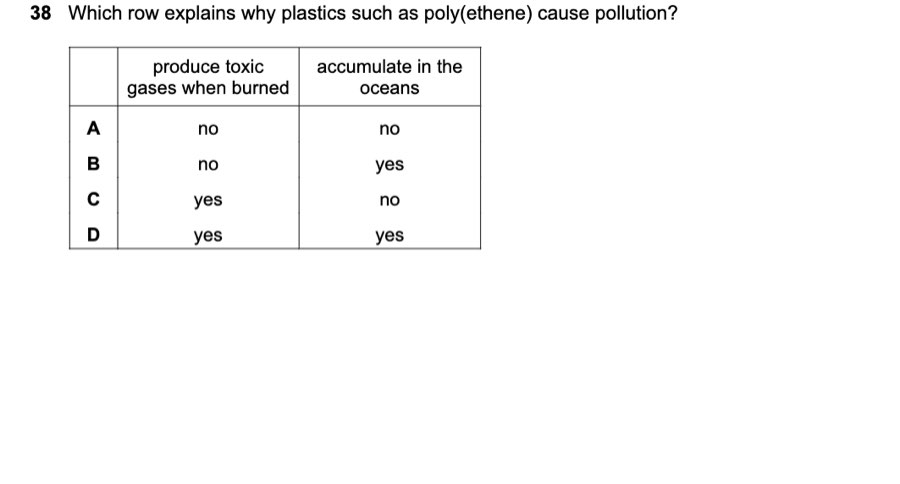 38 Which row explains why plastics such as poly(ethene) cause pollution?
produce toxic gases when burned accumulate in the oceans
A no no
B no yes
C yes no
D yes yes